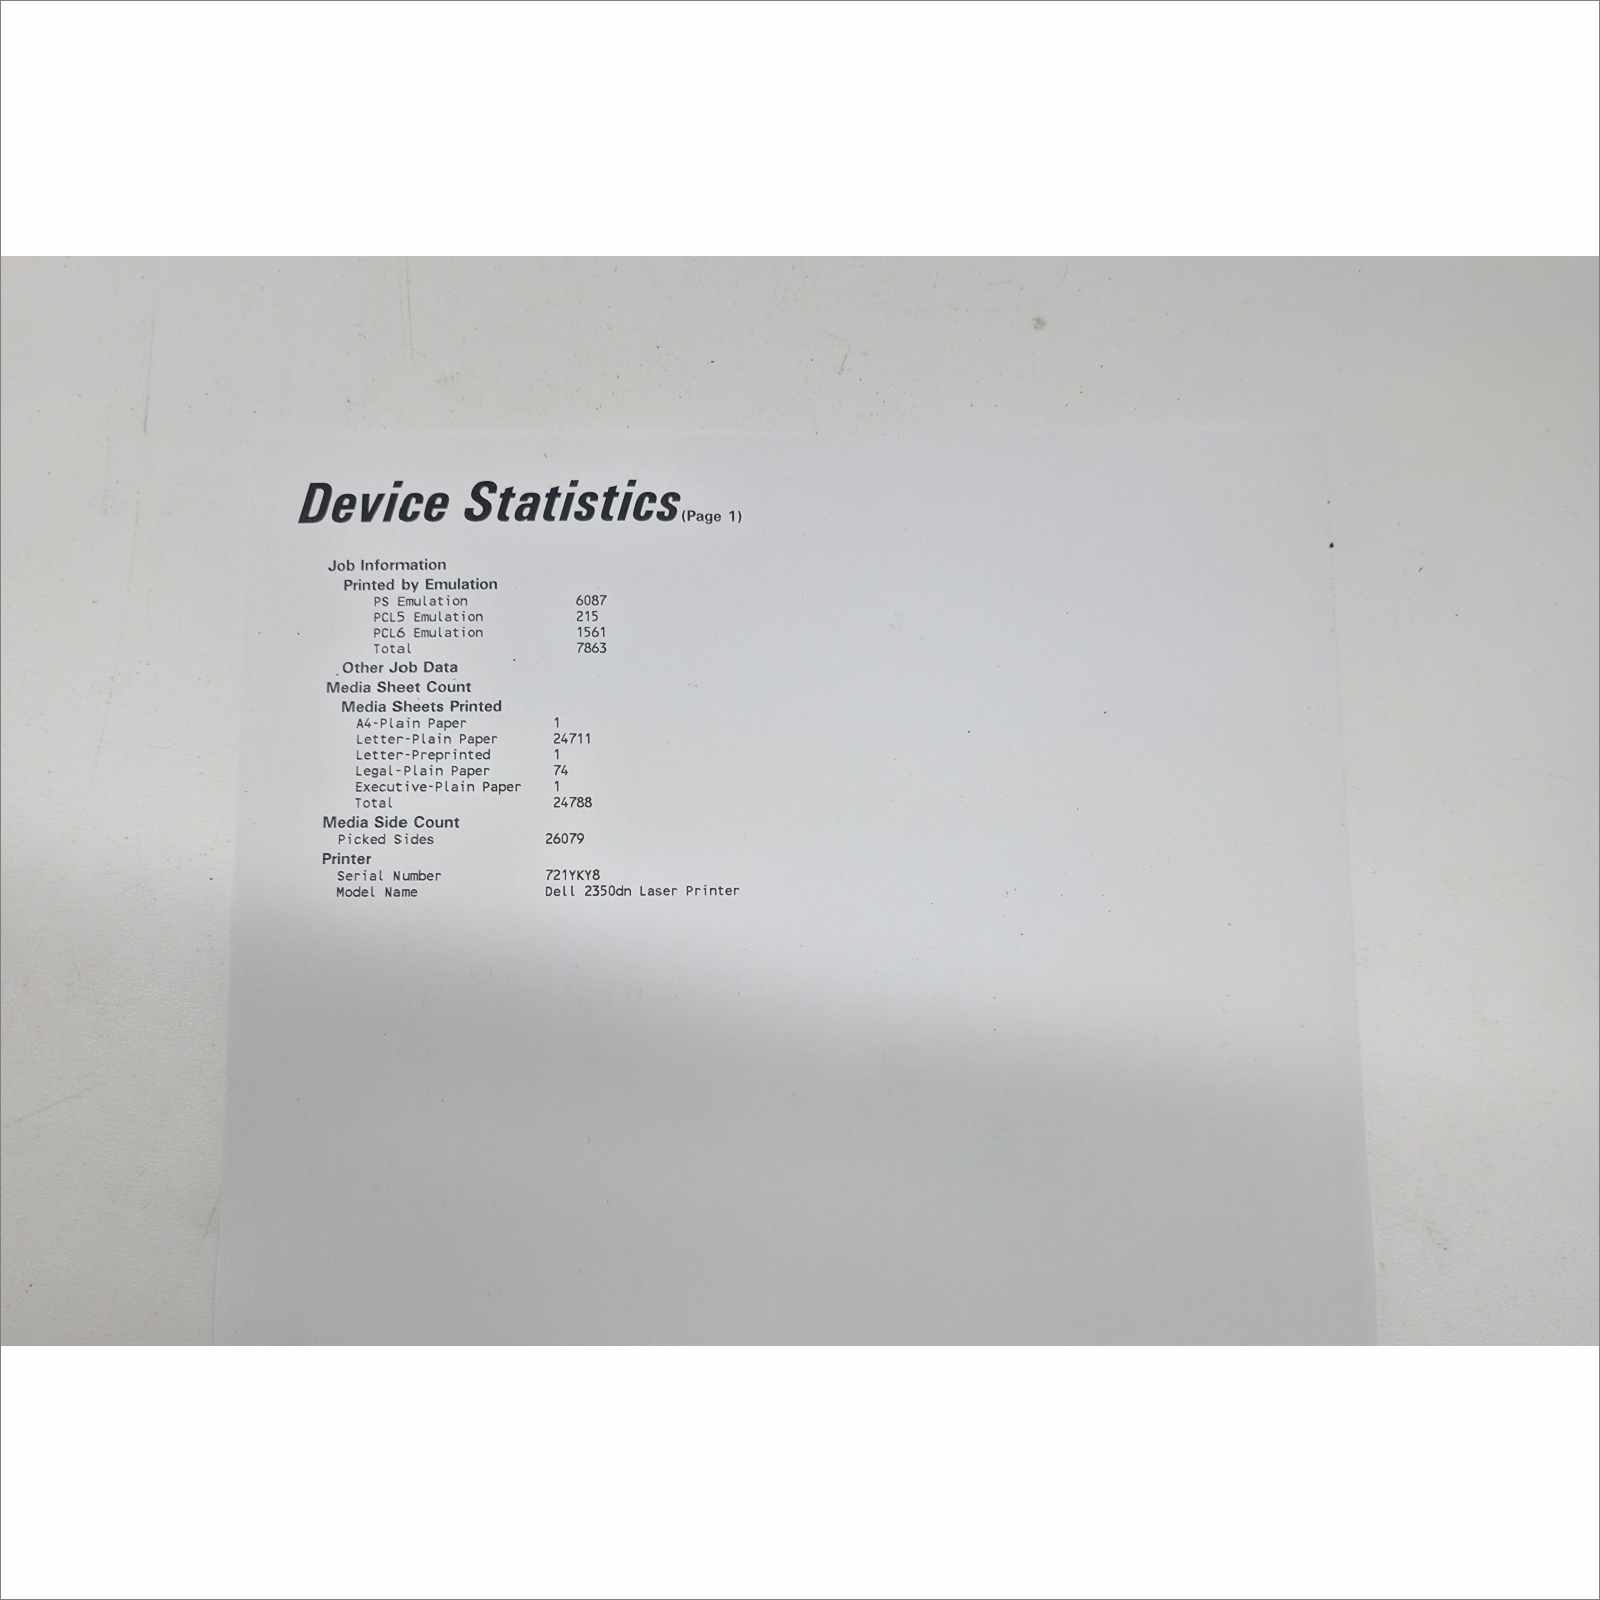 Device Statistics (Page 1)
Job Information
Printed by Emulation
PS Emulation 6087
PCL5 Emulation 215
PCL6 Emulation 1561
Total 7863
Other Job Data
Media Sheet Count
Media Sheets Printed
A4-Plain Paper 1
Letter-Plain Paper 24711
Letter-Preprinted 1
Legal-Plain Paper 74
Executive-Plain Paper 1
Total 24788
Media Side Count
Picked Sides 26079
Printer
Serial Number 721YKY8
Model Name Dell 2350dn Laser Printer